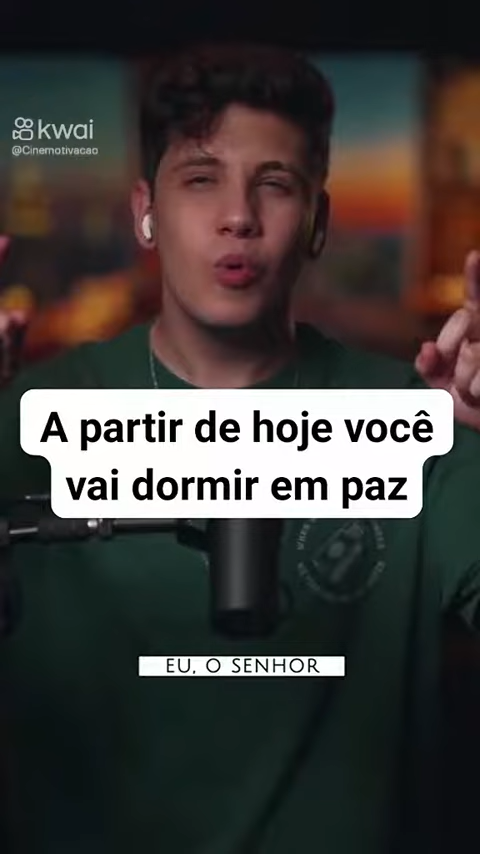 kwai
@Cinemotivacao
A partir de hoje você
vai dormir em paz
EU, O SENHOR